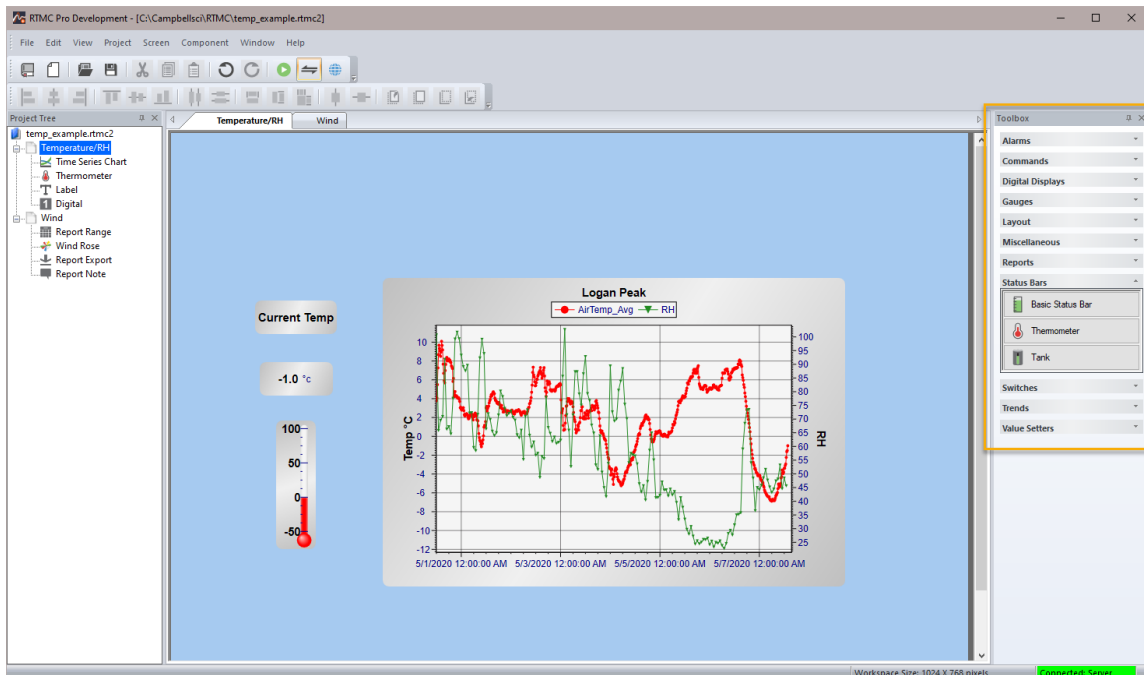 RTMC Pro Development - [C:\Campbellsci\RTMC\temp_example.rtmc2]
File Edit View Project Screen Component Window Help
Project Tree
temp_example.rtmc2
Temperature/RH
Time Series Chart
Thermometer
Label
Digital
Wind
Report Range
Wind Rose
Report Export
Report Note
Temperature/RH Wind
Current Temp
-1.0 °c
100
50
0
-50
Logan Peak
AirTemp_Avg RH
Temp °C
10
8
6
4
2
0
-2
-4
-6
-8
-10
-12
100
95
90
85
80
75
70
65
60
55
50
45
40
35
30
25
RH
5/1/2020 12:00:00 AM 5/3/2020 12:00:00 AM 5/5/2020 12:00:00 AM 5/7/2020 12:00:00 AM
Toolbox
Alarms
Commands
Digital Displays
Gauges
Layout
Miscellaneous
Reports
Status Bars
Basic Status Bar
Thermometer
Tank
Switches
Trends
Value Setters
Workspace Size: 1024 X 768 pixels
Connected: Server